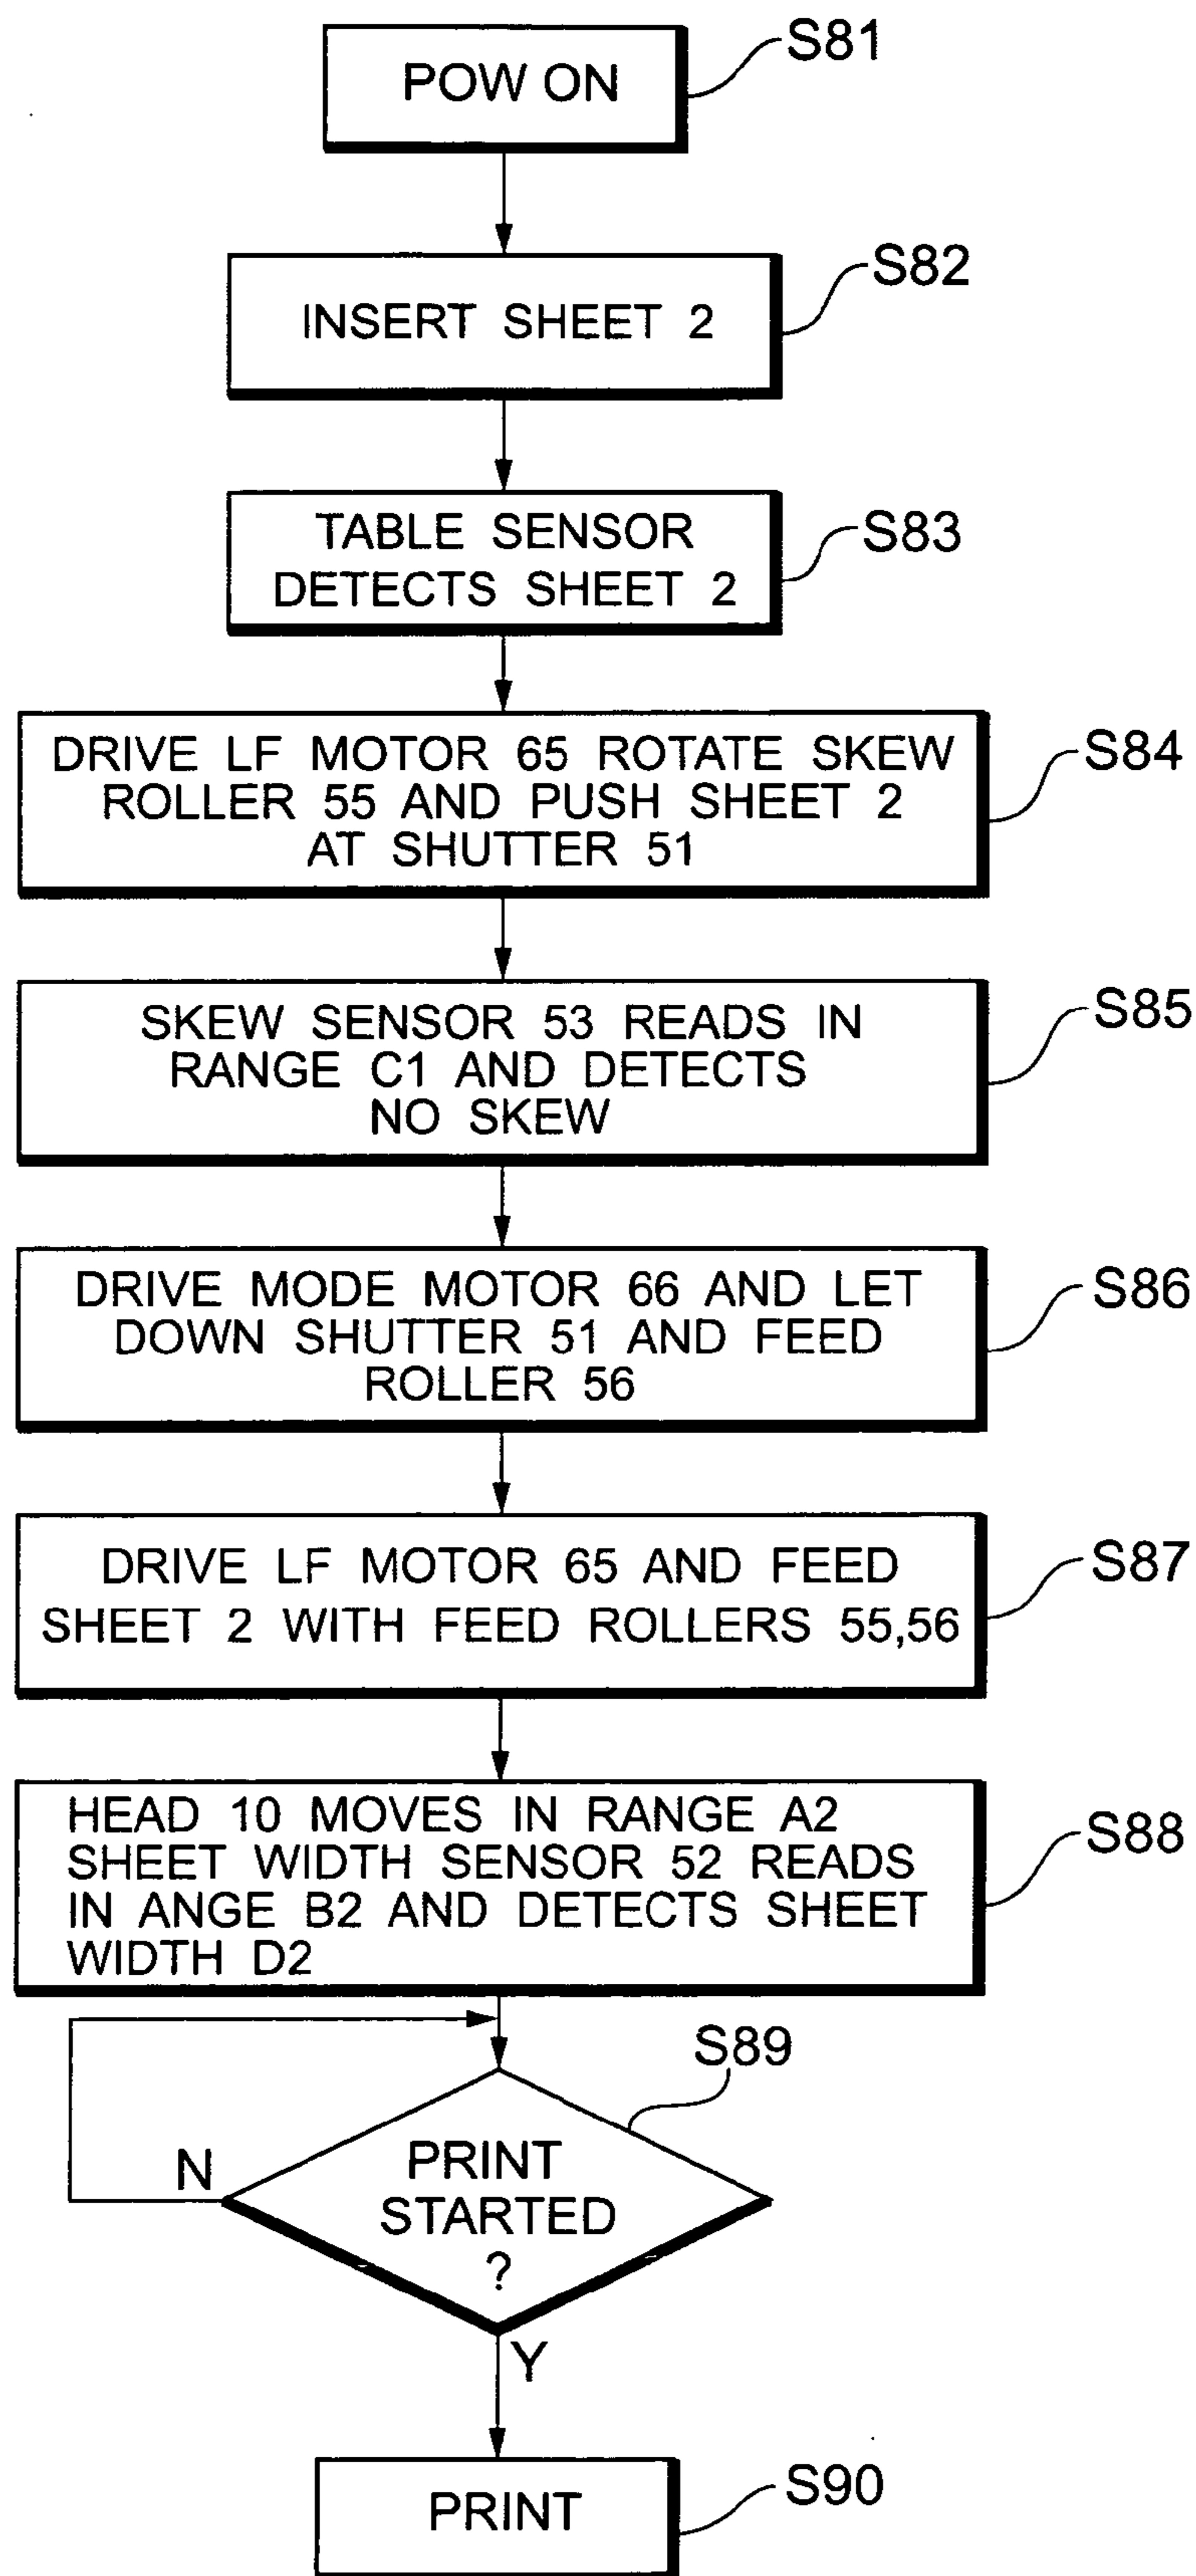 POW ON
S81
INSERT SHEET 2
S82
TABLE SENSOR
DETECTS SHEET 2
S83
DRIVE LF MOTOR 65 ROTATE SKEW
ROLLER 55 AND PUSH SHEET 2
AT SHUTTER 51
S84
SKEW SENSOR 53 READS IN
RANGE C1 AND DETECTS
NO SKEW
S85
DRIVE MODE MOTOR 66 AND LET
DOWN SHUTTER 51 AND FEED
ROLLER 56
S86
DRIVE LF MOTOR 65 AND FEED
SHEET 2 WITH FEED ROLLERS 55,56
S87
HEAD 10 MOVES IN RANGE A2
SHEET WIDTH SENSOR 52 READS
IN ANGE B2 AND DETECTS SHEET
WIDTH D2
S88
S89
PRINT
STARTED
?
N
Y
PRINT
S90